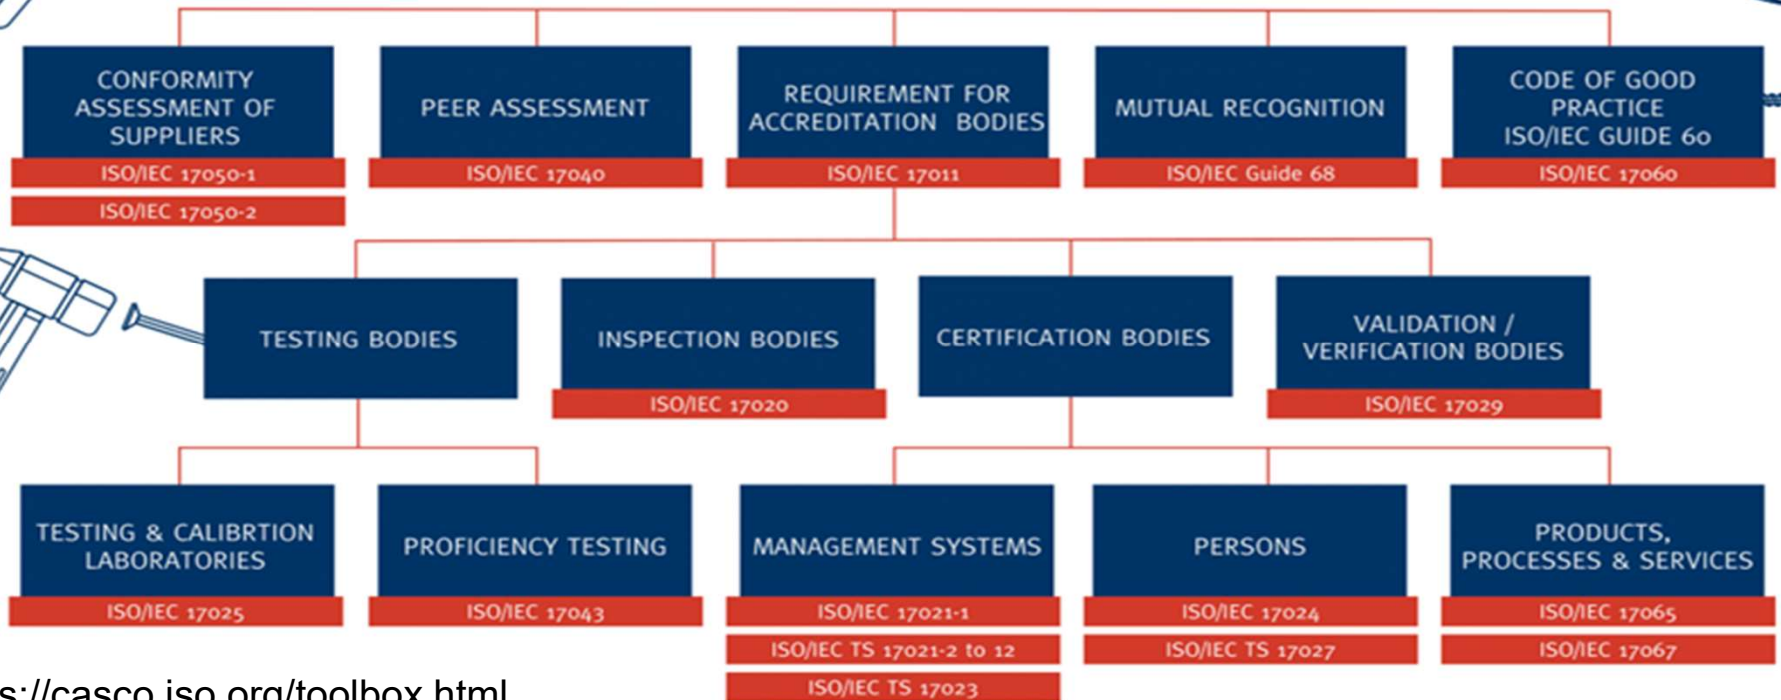 CONFORMITY
ASSESSMENT OF
SUPPLIERS
ISO/IEC 17050-1
ISO/IEC 17050-2
PEER ASSESSMENT
ISO/IEC 17040
REQUIREMENT FOR
ACCREDITATION BODIES
ISO/IEC 17011
MUTUAL RECOGNITION
ISO/IEC Guide 68
CODE OF GOOD
PRACTICE
ISO/IEC GUIDE 60
ISO/IEC 17060
TESTING BODIES
INSPECTION BODIES
ISO/IEC 17020
CERTIFICATION BODIES
VALIDATION /
VERIFICATION BODIES
ISO/IEC 17029
TESTING & CALIBRTION
LABORATORIES
ISO/IEC 17025
PROFICIENCY TESTING
ISO/IEC 17043
MANAGEMENT SYSTEMS
ISO/IEC 17021-1
ISO/IEC TS 17021-2 to 12
ISO/IEC TS 17023
PERSONS
ISO/IEC 17024
ISO/IEC TS 17027
PRODUCTS,
PROCESSES & SERVICES
ISO/IEC 17065
ISO/IEC 17067
s://casco.iso.org/toolbox.html